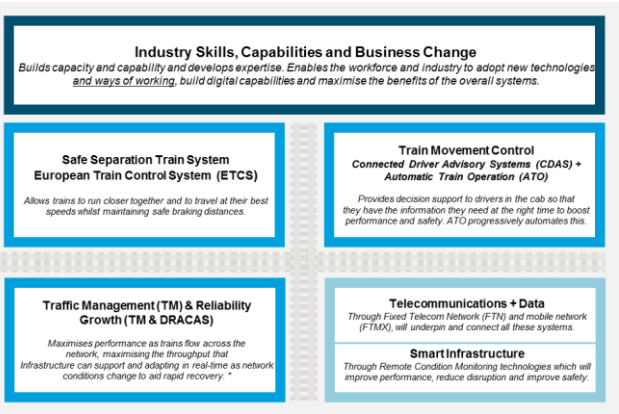 Industry Skills, Capabilities and Business Change
Builds capacity and capability and develops expertise. Enables the workforce and industry to adopt new technologies
and ways of working, build digital capabilities and maximise the benefits of the overall systems.
Safe Separation Train System
European Train Control System (ETCS)
Allows trains to run closer together and to travel at their best
speeds whilst maintaining safe braking distances.
Train Movement Control
Connected Driver Advisory Systems (CDAS) +
Automatic Train Operation (ATO)
Provides decision support to drivers in the cab so that
they have the information they need at the right time to boost
performance and safety. ATO progressively automates this.
Traffic Management (TM) & Reliability
Growth (TM & DRACAS)
Maximises performance as trains flow across the
network, maximising the throughput that
Infrastructure can support and adapting in real-time as network
conditions change to aid rapid recovery. "
Telecommunications + Data
Through Fixed Telecom Network (FTN) and mobile network
(FTMX), will underpin and connect all these systems.
Smart Infrastructure
Through Remote Condition Monitoring technologies which will
improve performance, reduce disruption and improve safety.